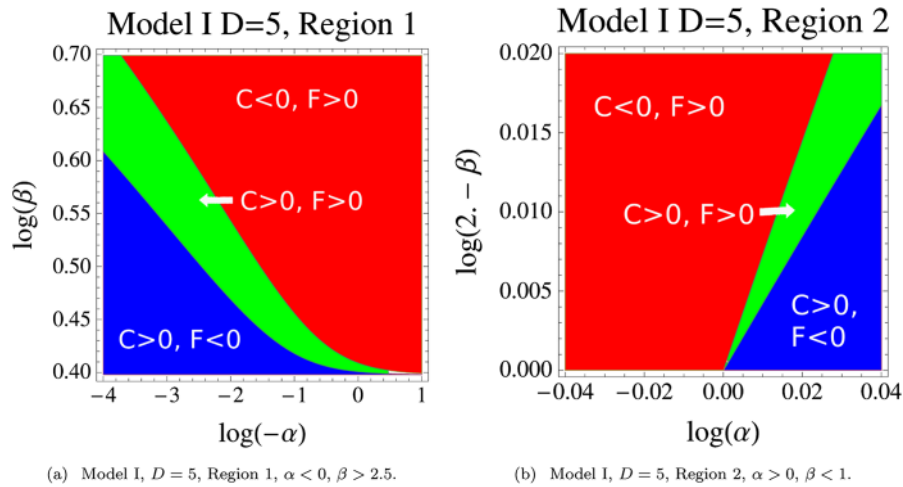 Model I D=5, Region 1
0.70
0.65
0.60
0.55
0.50
0.45
0.40
log(β)
C<0, F>0
C>0, F>0
C>0, F<0
−4 −3 −2 −1 0 1
log(−α)
(a) Model I, D = 5, Region 1, α < 0, β > 2.5.
Model I D=5, Region 2
0.020
0.015
0.010
0.005
0.000
log(2.−β)
C<0, F>0
C>0, F>0
C>0,
F<0
−0.04 −0.02 0.00 0.02 0.04
log(α)
(b) Model I, D = 5, Region 2, α > 0, β < 1.